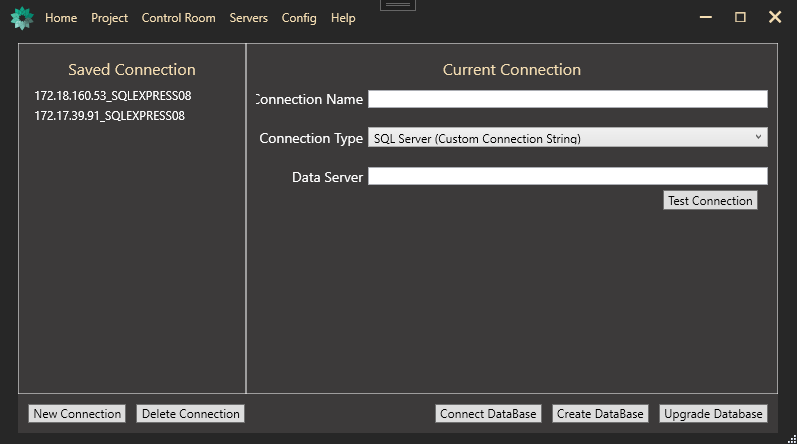 Home Project Control Room Servers Config Help
Saved Connection
172.18.160.53_SQLEXPRESS08
172.17.39.91_SQLEXPRESS08
Current Connection
Connection Name
Connection Type SQL Server (Custom Connection String)
Data Server
Test Connection
New Connection Delete Connection Connect DataBase Create DataBase Upgrade Database